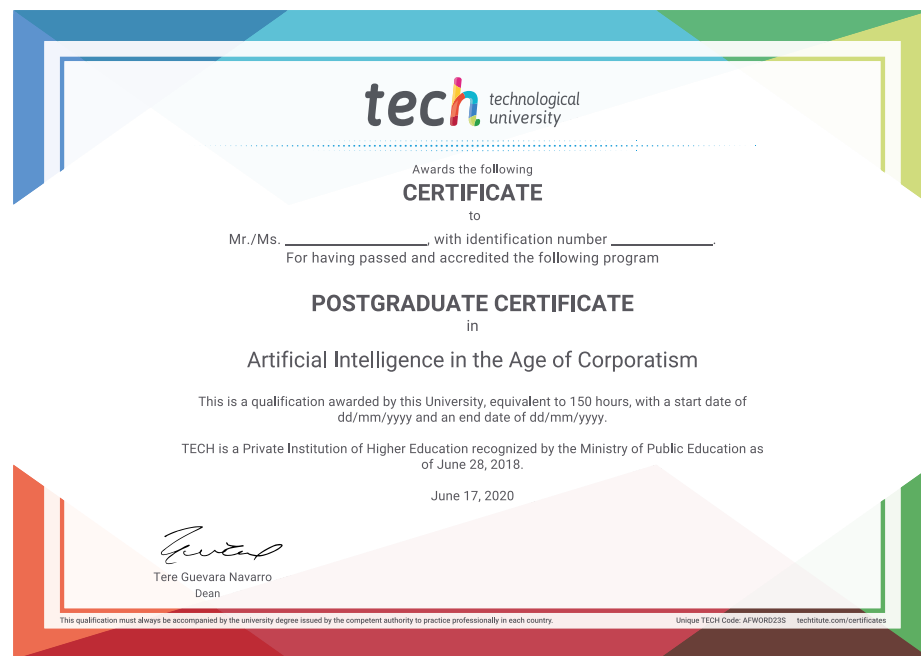 tech technological
university
Awards the following
CERTIFICATE
to
Mr./Ms. ____________________, with identification number ______________.
For having passed and accredited the following program
POSTGRADUATE CERTIFICATE
in
Artificial Intelligence in the Age of Corporatism
This is a qualification awarded by this University, equivalent to 150 hours, with a start date of
dd/mm/yyyy and an end date of dd/mm/yyyy.
TECH is a Private Institution of Higher Education recognized by the Ministry of Public Education as
of June 28, 2018.
June 17, 2020
Tere Guevara Navarro
Dean
This qualification must always be accompanied by the university degree issued by the competent authority to practice professionally in each country.
Unique TECH Code: AFWORD23S techtitute.com/certificates